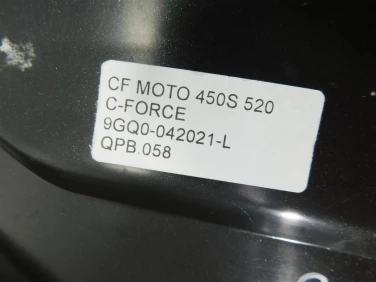 CF MOTO 450S 520
C-FORCE
9GQ0-042021-L
QPB.058